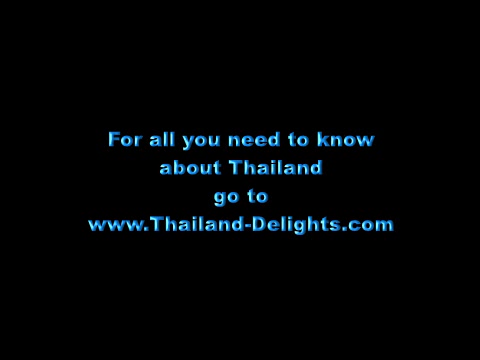 For all you need to know
about Thailand
go to
www.Thailand-Delights.com